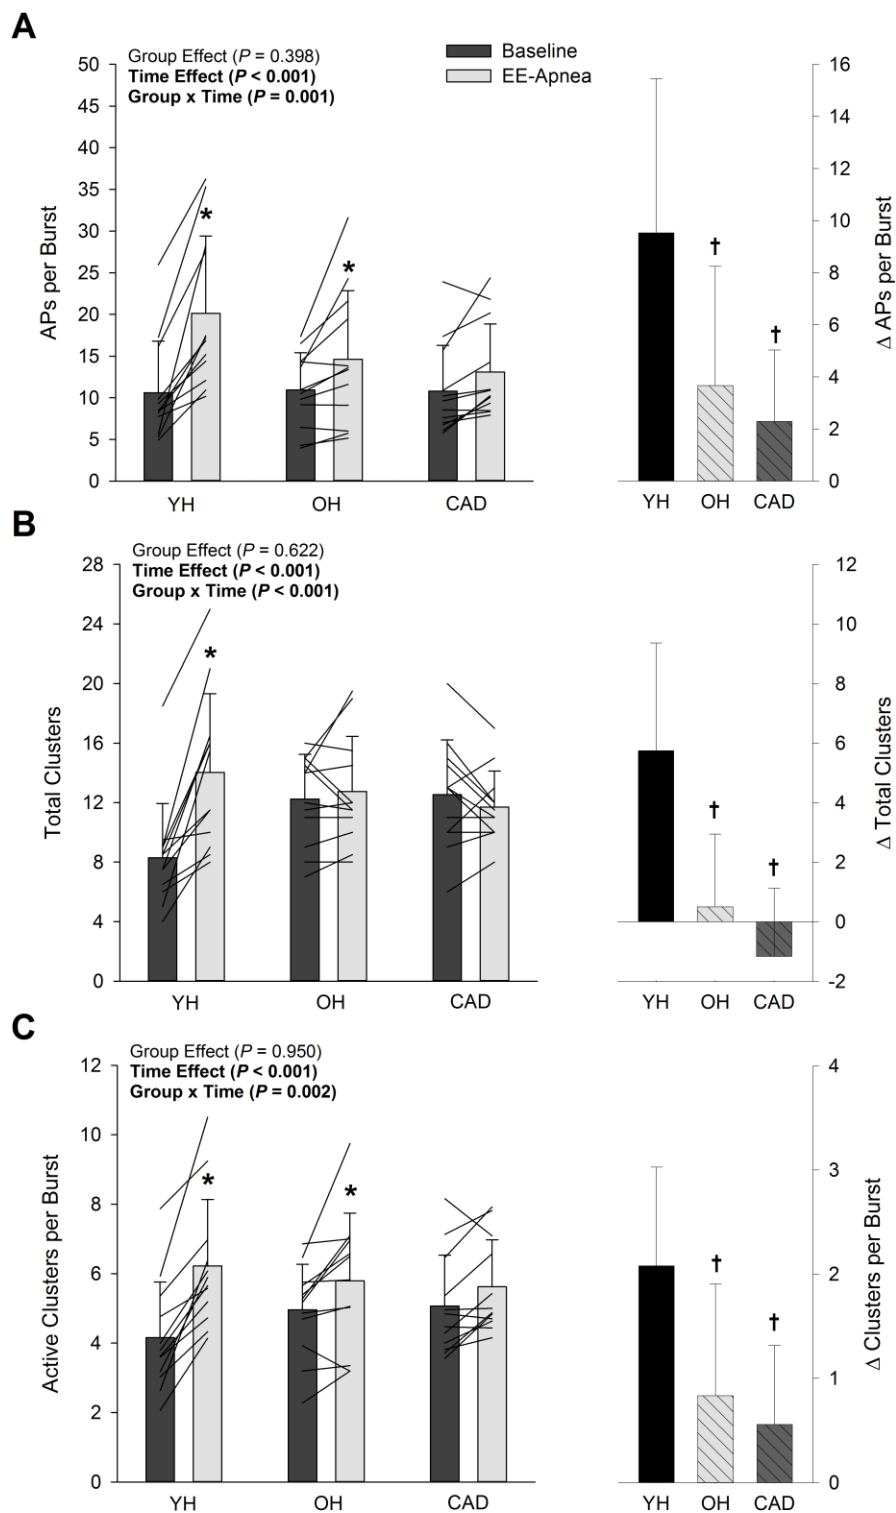 A
Group Effect (P = 0.398)
Time Effect (P < 0.001)
Group x Time (P = 0.001)
Baseline
EE-Apnea
APs per Burst
50
45
40
35
30
25
20
15
10
5
0
*
*
YH
OH
CAD
16
14
12
10
8
6
4
2
0
†
†
YH
OH
CAD
Δ APs per Burst
B
Group Effect (P = 0.622)
Time Effect (P < 0.001)
Group x Time (P < 0.001)
Total Clusters
28
24
20
16
12
8
4
0
*
YH
OH
CAD
12
10
8
6
4
2
0
-2
†
†
YH
OH
CAD
Δ Total Clusters
C
Group Effect (P = 0.950)
Time Effect (P < 0.001)
Group x Time (P = 0.002)
Active Clusters per Burst
12
10
8
6
4
2
0
*
*
YH
OH
CAD
4
3
2
1
0
†
†
YH
OH
CAD
Δ Clusters per Burst